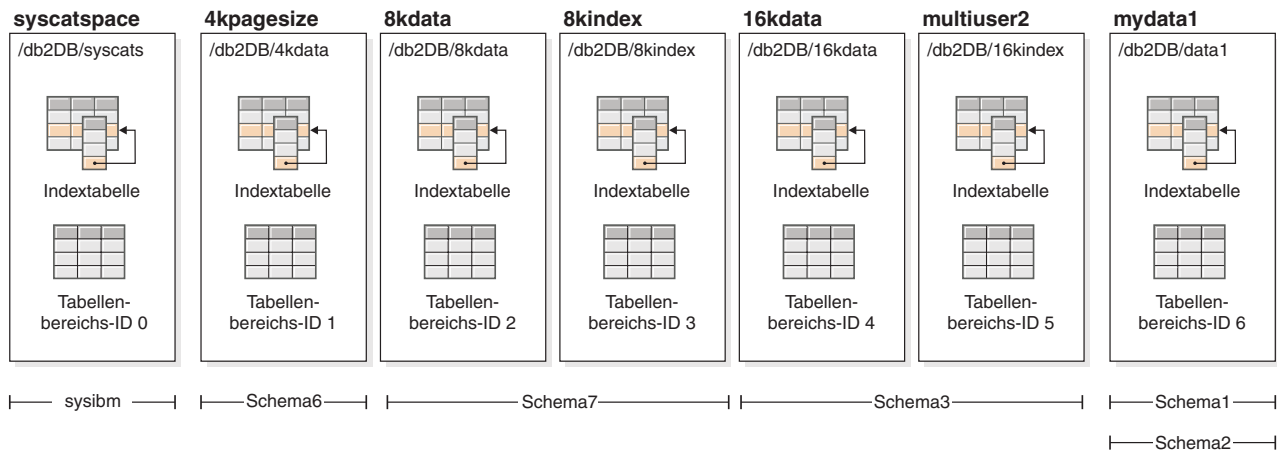 syscatspace
4kpagesize
8kdata
8kindex
16kdata
multiuser2
mydata1
/db2DB/syscats
/db2DB/4kdata
/db2DB/8kdata
/db2DB/8kindex
/db2DB/16kdata
/db2DB/16kindex
/db2DB/data1
Indextabelle
Indextabelle
Indextabelle
Indextabelle
Indextabelle
Indextabelle
Indextabelle
Tabellen-
bereichs-ID 0
Tabellen-
bereichs-ID 1
Tabellen-
bereichs-ID 2
Tabellen-
bereichs-ID 3
Tabellen-
bereichs-ID 4
Tabellen-
bereichs-ID 5
Tabellen-
bereichs-ID 6
sysibm
Schema6
Schema7
Schema3
Schema1
Schema2